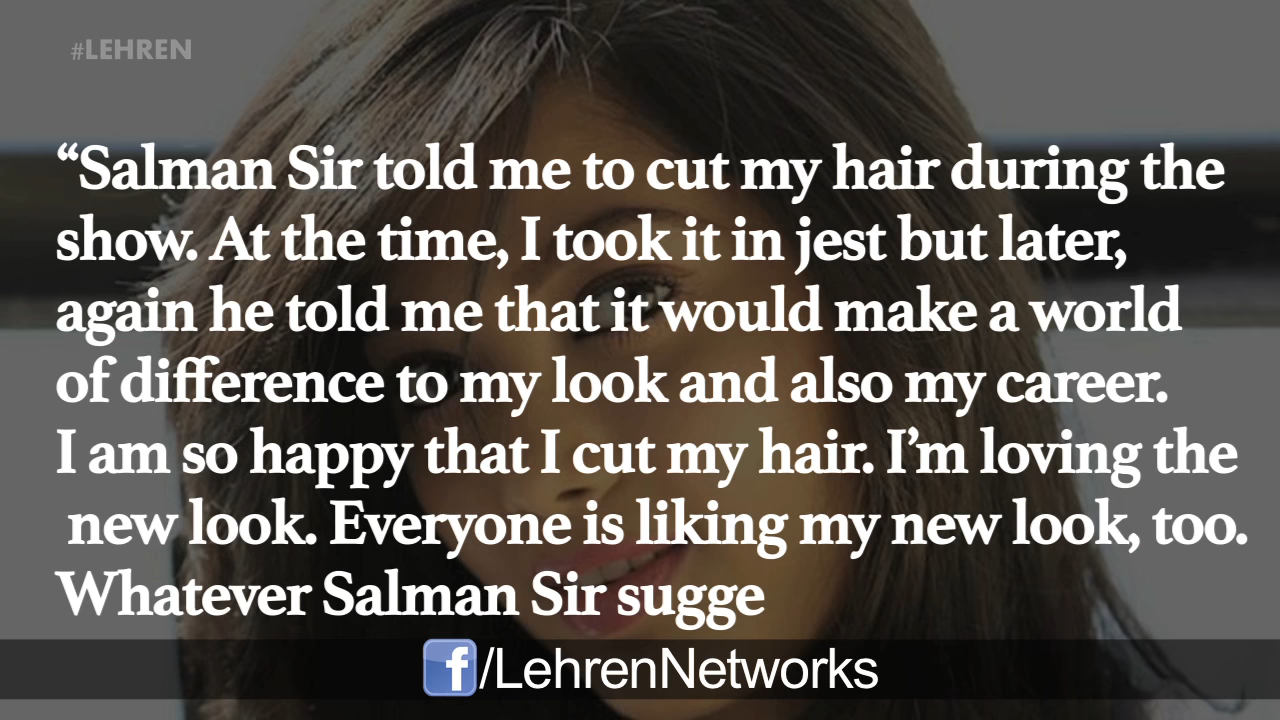 #LEHREN
“Salman Sir told me to cut my hair during the
show. At the time, I took it in jest but later,
again he told me that it would make a world
of difference to my look and also my career.
I am so happy that I cut my hair. I’m loving the
new look. Everyone is liking my new look, too.
Whatever Salman Sir sugge
f/LehrenNetworks